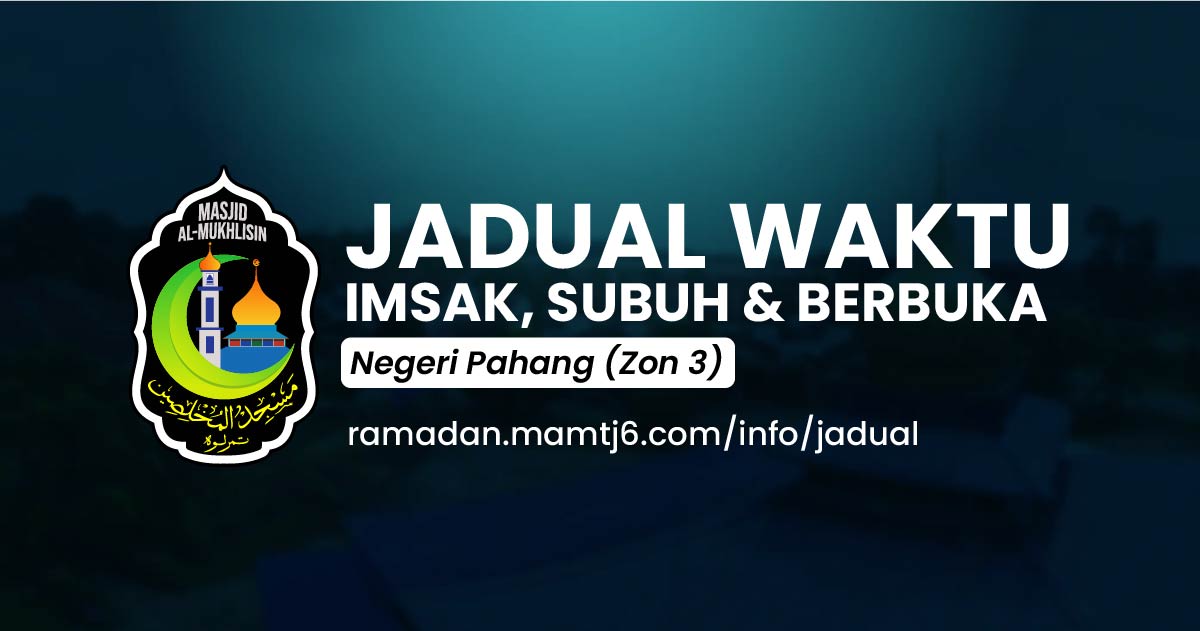 MASJID
AL-MUKHLISIN
مسجد المخلصين
تمرلوه
JADUAL WAKTU
IMSAK, SUBUH & BERBUKA
Negeri Pahang (Zon 3)
ramadan.mamtj6.com/info/jadual